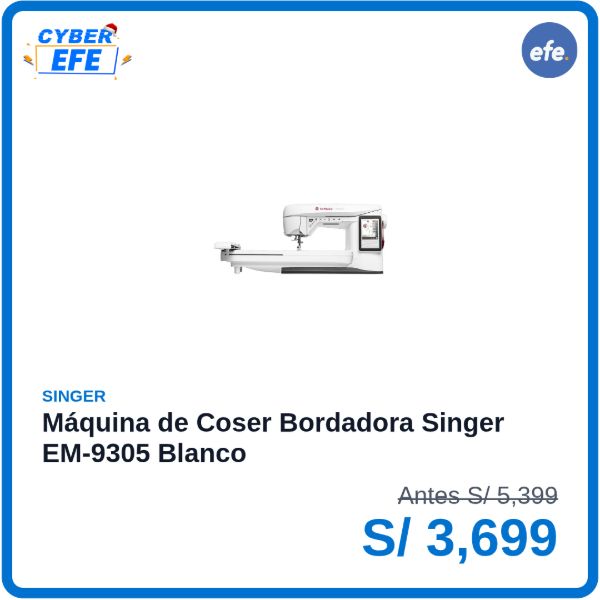 CYBER
EFE
efe.
SINGER
Máquina de Coser Bordadora Singer
EM-9305 Blanco
Antes S/ 5,399
S/ 3,699